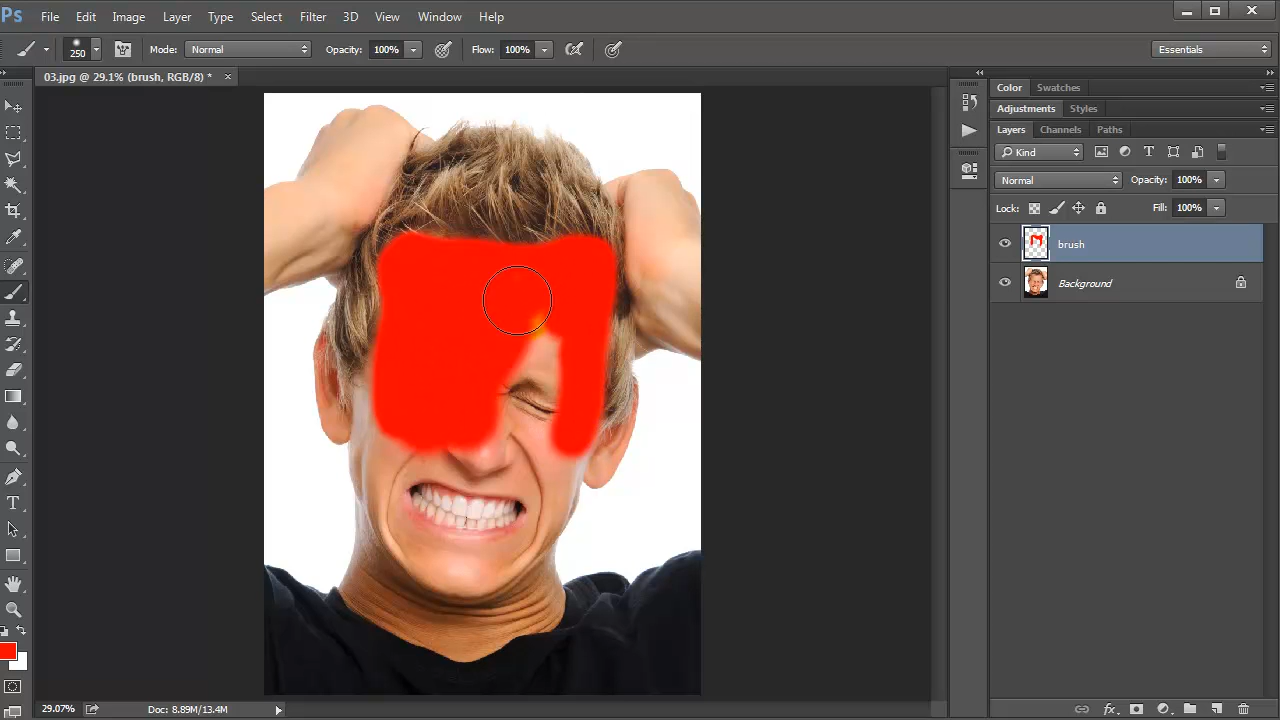 Ps File Edit Image Layer Type Select Filter 3D View Window Help
250 Mode: Normal Opacity: 100% Flow: 100% Essentials
03.jpg @ 29.1% (brush, RGB/8) * ×
Color Swatches
Adjustments Styles
Layers Channels Paths
Kind T
Normal Opacity: 100%
Lock: Fill: 100%
brush
Background
T
29.07% Doc: 8.89M/13.4M
fx